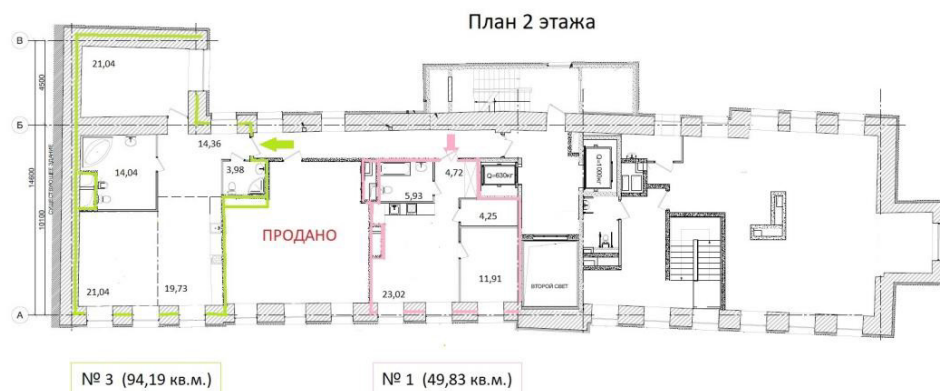 План 2 этажа
В
21,04
4500
Б
14,36
14,04
3,98
4,72
5,93
Q=630кг
Q=1000кг
СУЩЕСТВУЮЩЕЕ ЗДАНИЕ
14600
10100
4,25
ПРОДАНО
11,91
ВТОРОЙ СВЕТ
21,04
19,73
23,02
А
№ 3 (94,19 кв.м.)
№ 1 (49,83 кв.м.)